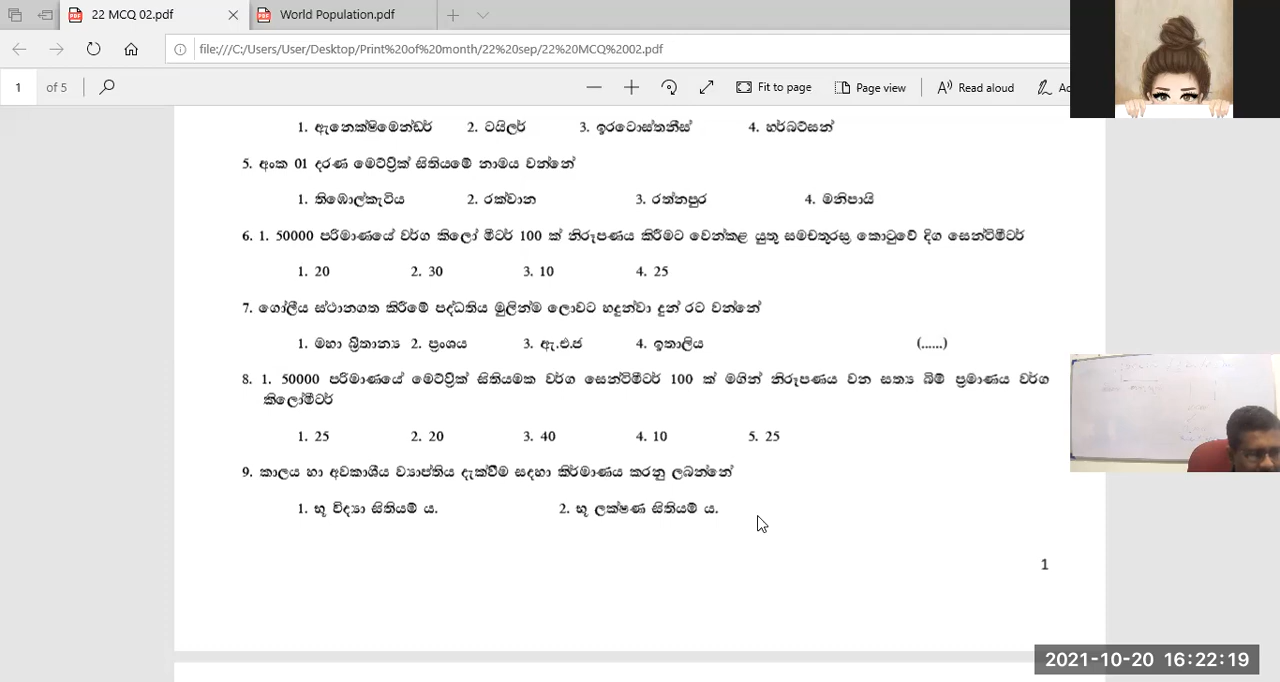 22 MCQ 02.pdf
World Population.pdf
file:///C:/Users/User/Desktop/Print%20of%20month/22%20sep/22%20MCQ%2002.pdf
1 of 5
Fit to page
Page view
Read aloud
1. ඇනෙක්ෂිමෙන්ඩර් 2. ටයිලර් 3. ඉරටොස්තනීස් 4. හර්බට්සන්
5. අංක 01 දරණ මෙට්ප්‍රික් සිතියමේ නාමය වන්නේ
1. තිඹොල්කැටිය 2. රක්වාන 3. රත්නපුර 4. මනිපායි
6. 1. 50000 පරිමාණයේ වර්ග කිලෝ මීටර් 100 ක් නිරූපණය කිරීමට වෙන්කළ යුතු සමචතුරස්‍ර කොටුවේ දිග සෙන්ටිමීටර්
1. 20 2. 30 3. 10 4. 25
7. ගෝලීය ස්ථානගත කිරීමේ පද්ධතිය මුලින්ම ලොවට හඳුන්වා දුන් රට වන්නේ
1. මහා බ්‍රිතාන්‍ය 2. ප්‍රංශය 3. ඇ.එ.ජ 4. ඉතාලිය (......)
8. 1. 50000 පරිමාණයේ මෙට්ප්‍රික් සිතියමක වර්ග සෙන්ටිමීටර් 100 ක් මගින් නිරූපණය වන සත්‍ය බිම් ප්‍රමාණය වර්ග
කිලෝමීටර්
1. 25 2. 20 3. 40 4. 10 5. 25
9. කාලය හා අවකාශීය ව්‍යාප්තිය දැක්වීම සඳහා නිර්මාණය කරනු ලබන්නේ
1. භූ විද්‍යා සිතියම් ය. 2. භූ ලක්ෂණ සිතියම් ය.
1
2021-10-20 16:22:19